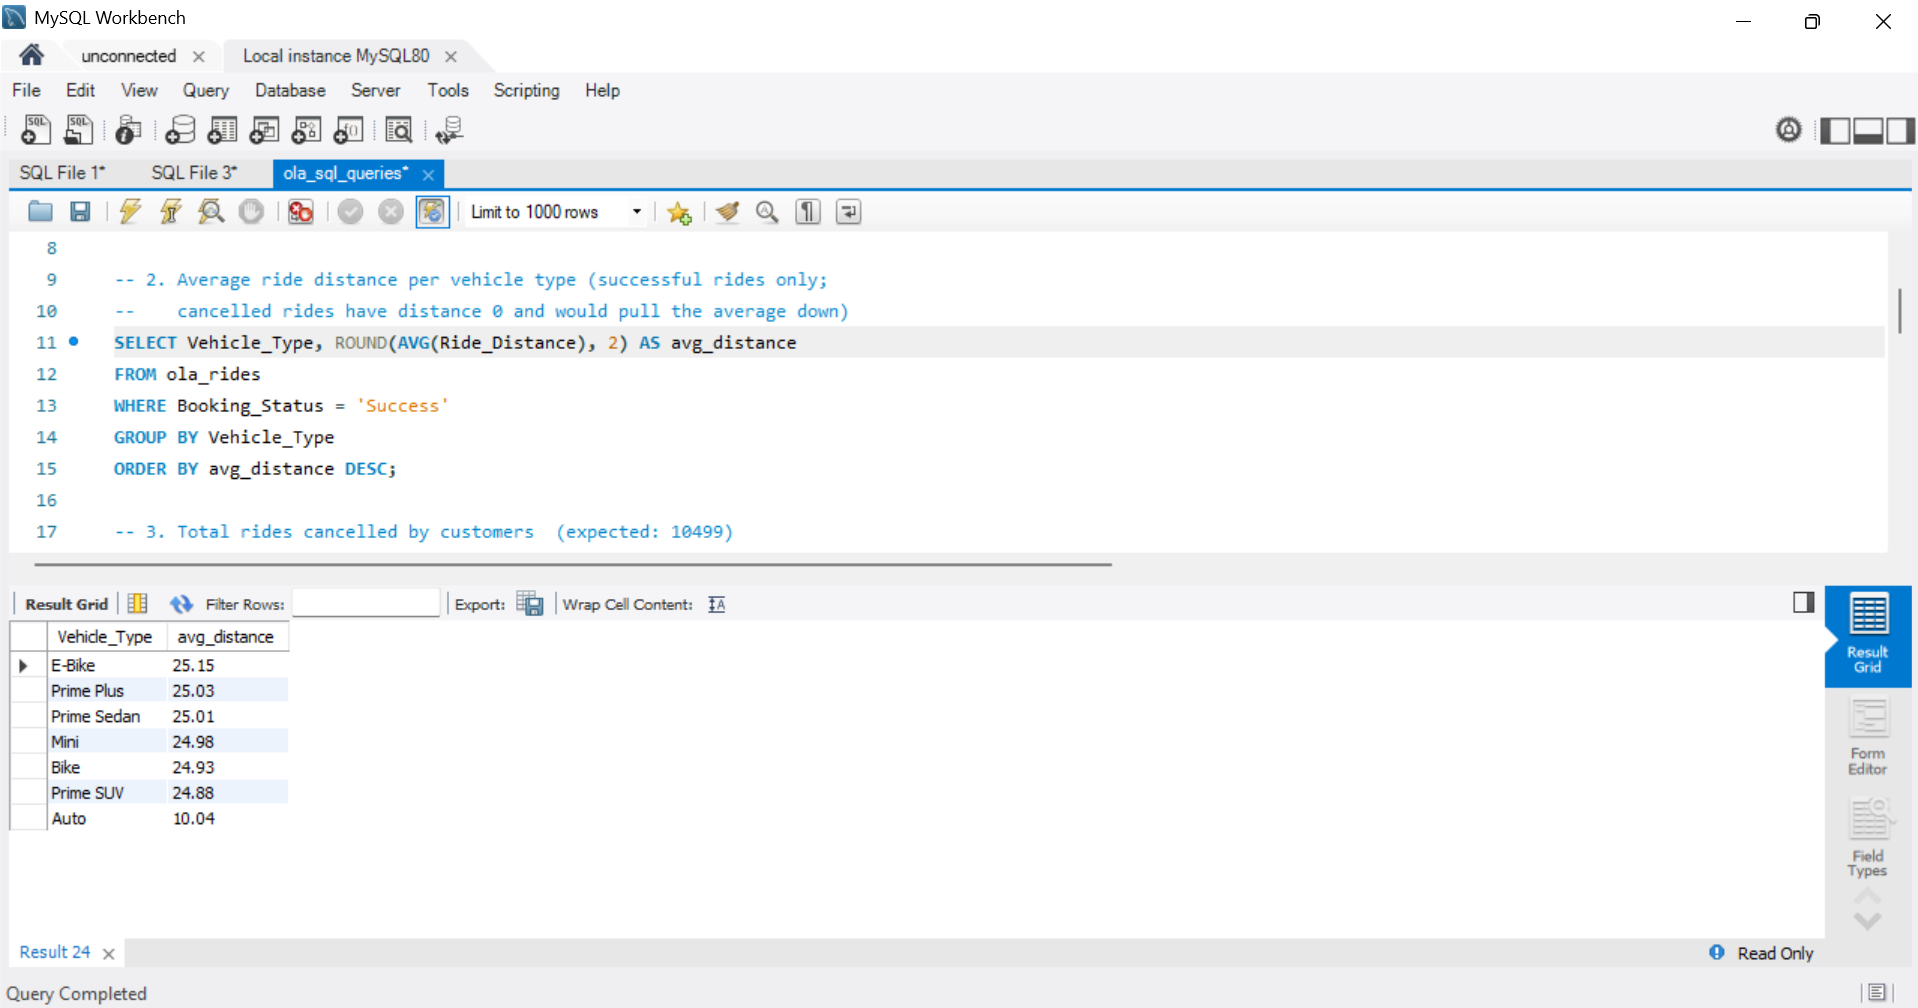 MySQL Workbench
unconnected
Local instance MySQL80
File Edit View Query Database Server Tools Scripting Help
SQL File 1*
SQL File 3*
ola_sql_queries*
Limit to 1000 rows
8
9 -- 2. Average ride distance per vehicle type (successful rides only;
10 -- cancelled rides have distance 0 and would pull the average down)
11 SELECT Vehicle_Type, ROUND(AVG(Ride_Distance), 2) AS avg_distance
12 FROM ola_rides
13 WHERE Booking_Status = 'Success'
14 GROUP BY Vehicle_Type
15 ORDER BY avg_distance DESC;
16
17 -- 3. Total rides cancelled by customers (expected: 10499)
Result Grid Filter Rows: Export: Wrap Cell Content:
Vehicle_Type avg_distance
E-Bike 25.15
Prime Plus 25.03
Prime Sedan 25.01
Mini 24.98
Bike 24.93
Prime SUV 24.88
Auto 10.04
Result
Grid
Form
Editor
Field
Types
Result 24
Read Only
Query Completed